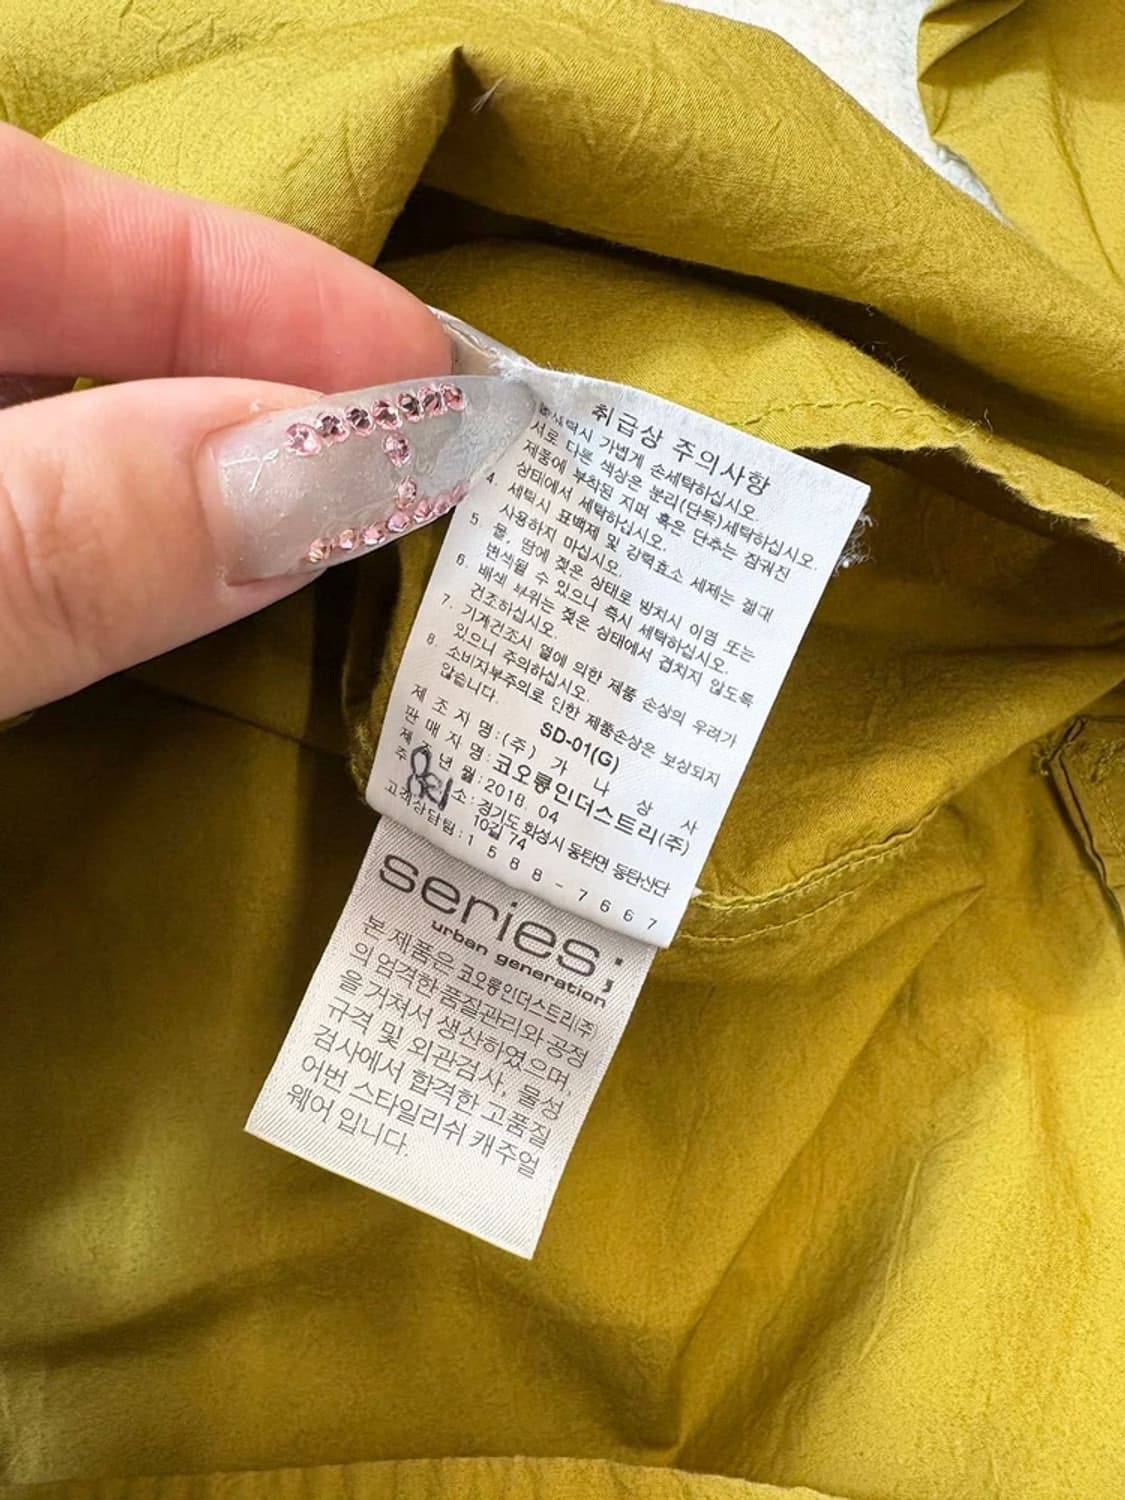 취급상 주의사항
가볍게 손세탁하십시오.
서로 다른 색상은 분리(단독)세탁하십시오.
제품에 부착된 지퍼 혹은 단추는 잠궈진
상태에서 세탁하십시오.
4. 세탁시 표백제 및 강력효소 세제는 절대
사용하지 마십시오.
5. 물, 땀에 젖은 상태로 방치시 이염 또는
변색될 수 있으니 즉시 세탁하십시오.
6. 배색 부위는 젖은 상태에서 겹치지 않도록
건조하십시오.
7. 기계건조시 열에 의한 제품 손상의 우려가
있으니 주의하십시오.
8. 소비자부주의로 인한 제품손상은 보상되지
않습니다.
SD-01(G)
제 조 자 명:(주) 가 나 상 사
판 매 자 명:코오롱인더스트리(주)
제 년 월:2018 04
주 소:경기도 화성시 동탄면 동탄산단
10길 74
고객상담팀:1588-7667
series;
urban generation
본 제품은 코오롱인더스트리(주)
의 엄격한 품질관리와 공정
을 거쳐서 생산하였으며,
규격 및 외관검사, 물성
검사에서 합격한 고품질
어번 스타일리쉬 캐주얼
웨어 입니다.